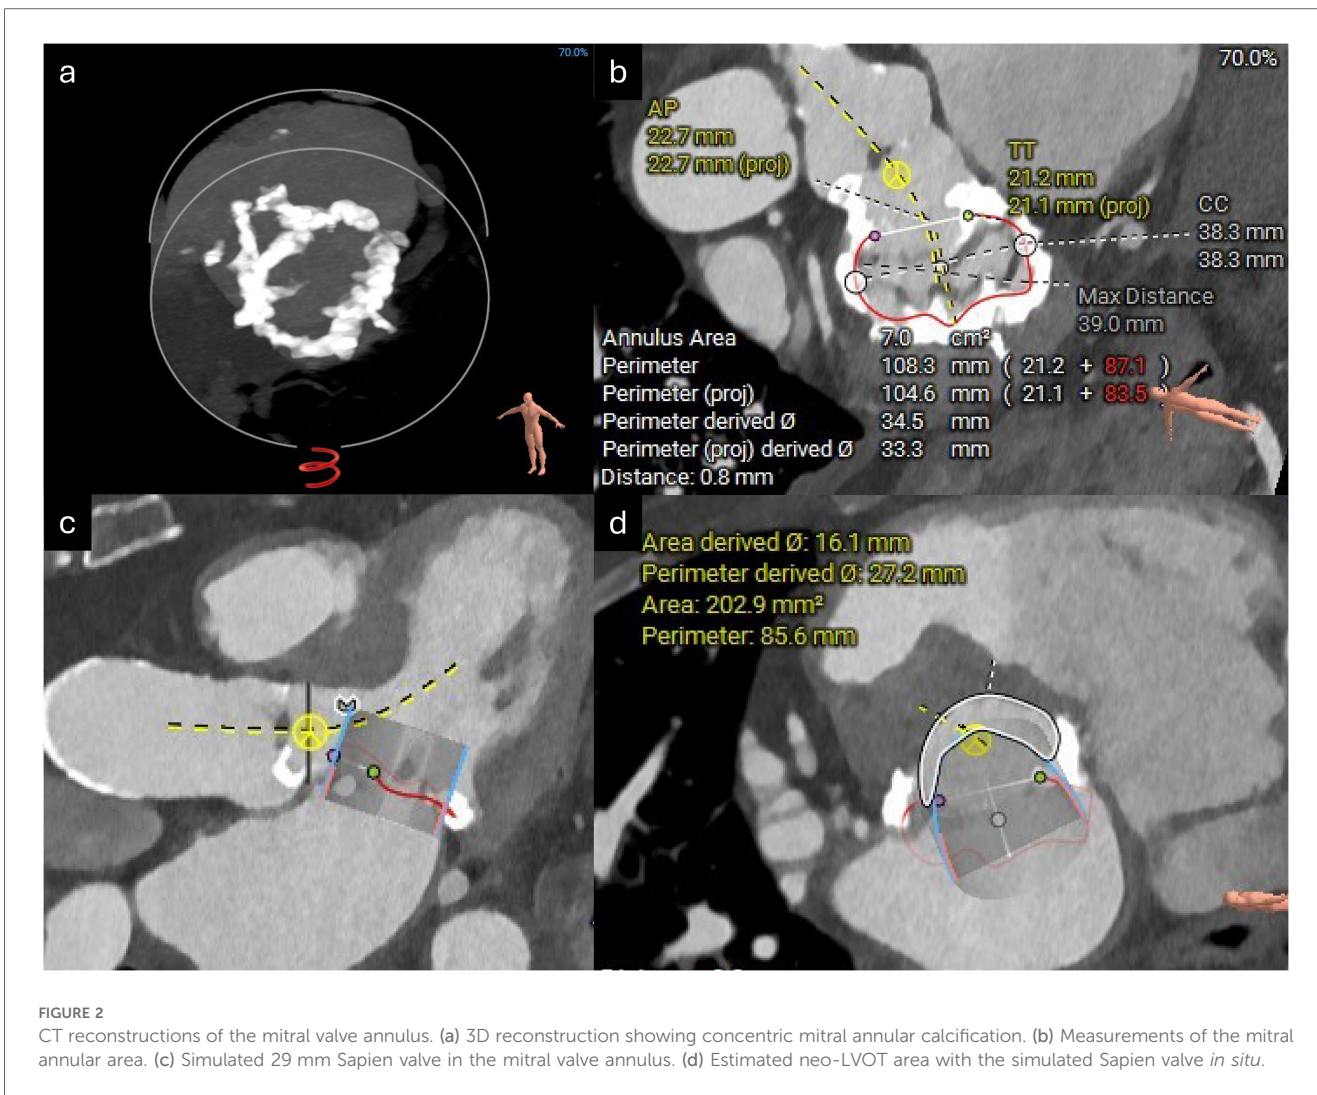 a
70.0%
b
70.0%
AP
22.7 mm
22.7 mm (proj)
TT
21.2 mm
21.1 mm (proj)
CC
38.3 mm
38.3 mm
Max Distance
39.0 mm
Annulus Area 7.0 cm²
Perimeter 108.3 mm ( 21.2 + 87.1 )
Perimeter (proj) 104.6 mm ( 21.1 + 83.5 )
Perimeter derived Ø 34.5 mm
Perimeter (proj) derived Ø 33.3 mm
Distance: 0.8 mm
c
d
Area derived Ø: 16.1 mm
Perimeter derived Ø: 27.2 mm
Area: 202.9 mm²
Perimeter: 85.6 mm
FIGURE 2
CT reconstructions of the mitral valve annulus. (a) 3D reconstruction showing concentric mitral annular calcification. (b) Measurements of the mitral
annular area. (c) Simulated 29 mm Sapien valve in the mitral valve annulus. (d) Estimated neo-LVOT area with the simulated Sapien valve in situ.